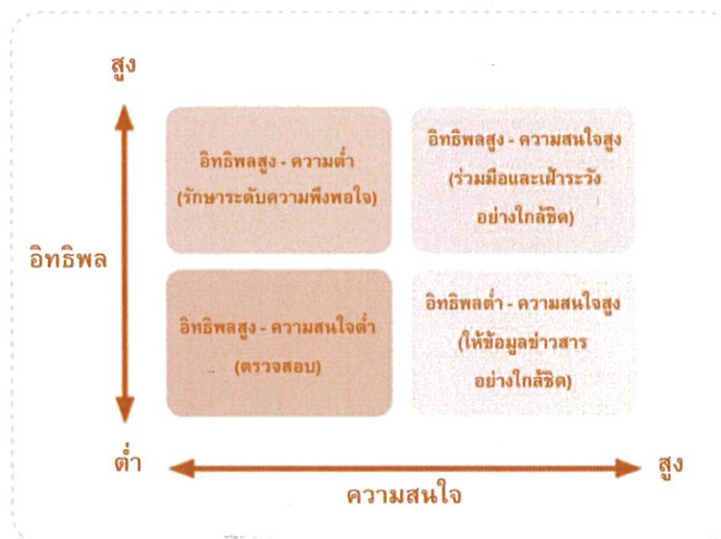 สูง
อิทธิพลสูง - ความต่ำ
(รักษาระดับความพึงพอใจ)
อิทธิพลสูง - ความสนใจสูง
(ร่วมมือและเฝ้าระวัง
อย่างใกล้ชิด)
อิทธิพล
อิทธิพลสูง - ความสนใจต่ำ
(ตรวจสอบ)
อิทธิพลต่ำ - ความสนใจสูง
(ให้ข้อมูลข่าวสาร
อย่างใกล้ชิด)
ต่ำ
สูง
ความสนใจ